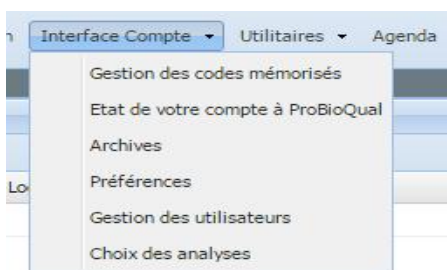 n Interface Compte Utilitaires Agenda
Gestion des codes mémorisés
Etat de votre compte à ProBioQual
Archives
Préférences
Lo
Gestion des utilisateurs
Choix des analyses